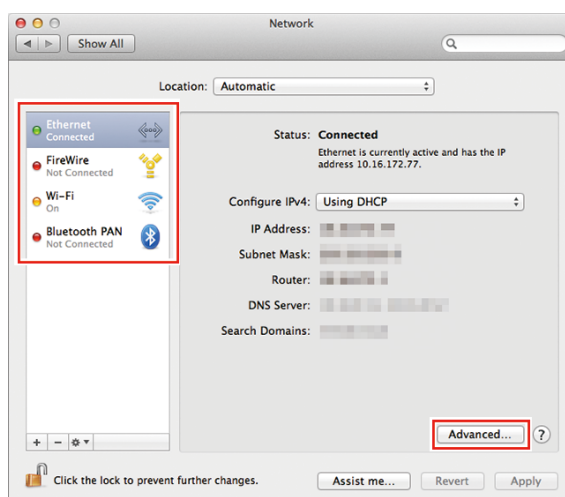 Network
Show All
Location: Automatic
Ethernet
Connected
FireWire
Not Connected
Wi-Fi
On
Bluetooth PAN
Not Connected
Status: Connected
Ethernet is currently active and has the IP
address 10.16.172.77.
Configure IPv4: Using DHCP
IP Address:
Subnet Mask:
Router:
DNS Server:
Search Domains:
Advanced... ?
+ −
Click the lock to prevent further changes.
Assist me... Revert Apply